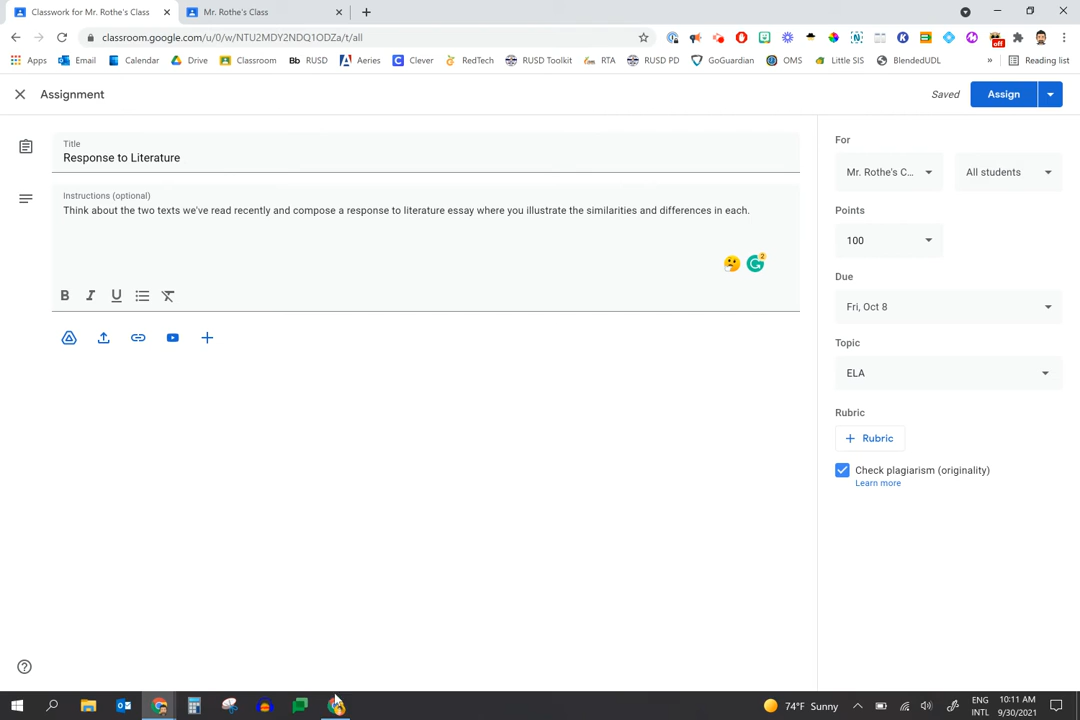 Classwork for Mr. Rothe's Class
Mr. Rothe's Class
classroom.google.com/u/0/w/NTU2MDY2NDQ1ODZa/t/all
Apps
Email
Calendar
Drive
Classroom
Bb RUSD
Aeries
Clever
RedTech
RUSD Toolkit
RTA
RUSD PD
GoGuardian
OMS
Little SIS
BlendedUDL
»
Reading list
off
Assignment
Saved
Assign
Title
Response to Literature
Instructions (optional)
Think about the two texts we've read recently and compose a response to literature essay where you illustrate the similarities and differences in each.
2
B I U
For
Mr. Rothe's C...
All students
Points
100
Due
Fri, Oct 8
Topic
ELA
Rubric
+ Rubric
Check plagiarism (originality)
Learn more
74°F Sunny
ENG
INTL
10:11 AM
9/30/2021